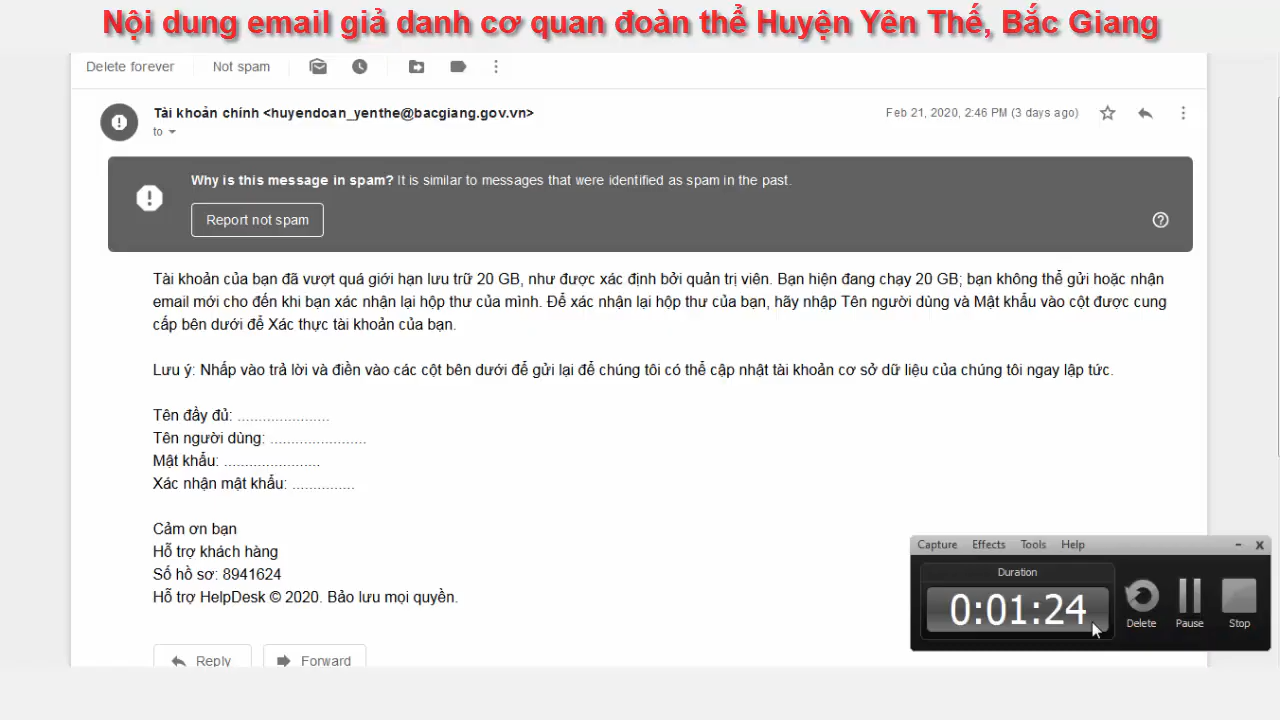 Nội dung email giả danh cơ quan đoàn thể Huyện Yên Thế, Bắc Giang
Delete forever Not spam
Tài khoản chính <huyendoan_yenthe@bacgiang.gov.vn> Feb 21, 2020, 2:46 PM (3 days ago)
to
Why is this message in spam? It is similar to messages that were identified as spam in the past.
Report not spam
Tài khoản của bạn đã vượt quá giới hạn lưu trữ 20 GB, như được xác định bởi quản trị viên. Bạn hiện đang chạy 20 GB; bạn không thể gửi hoặc nhận
email mới cho đến khi bạn xác nhận lại hộp thư của mình. Để xác nhận lại hộp thư của bạn, hãy nhập Tên người dùng và Mật khẩu vào cột được cung
cấp bên dưới để Xác thực tài khoản của bạn.
Lưu ý: Nhấp vào trả lời và điền vào các cột bên dưới để gửi lại để chúng tôi có thể cập nhật tài khoản cơ sở dữ liệu của chúng tôi ngay lập tức.
Tên đầy đủ: ......................
Tên người dùng: .......................
Mật khẩu: .......................
Xác nhận mật khẩu: ...............
Cảm ơn bạn
Hỗ trợ khách hàng
Số hồ sơ: 8941624
Hỗ trợ HelpDesk © 2020. Bảo lưu mọi quyền.
Reply Forward
Capture Effects Tools Help
Duration
0:01:24
Delete Pause Stop